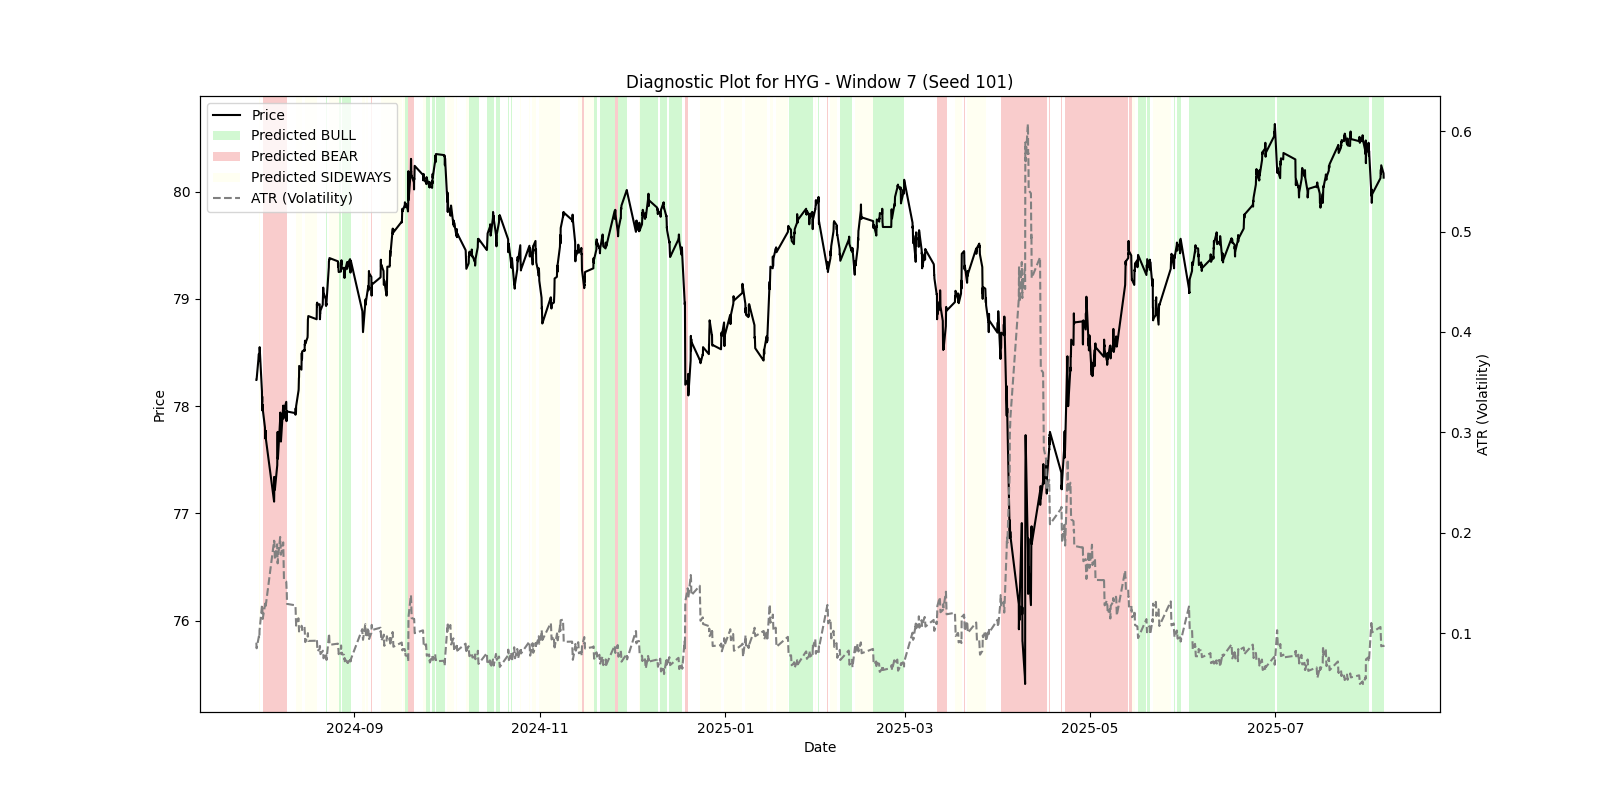 Diagnostic Plot for HYG - Window 7 (Seed 101)
Price
Predicted BULL
Predicted BEAR
Predicted SIDEWAYS
ATR (Volatility)
80
79
78
77
76
Price
0.6
0.5
0.4
0.3
0.2
0.1
ATR (Volatility)
2024-09
2024-11
2025-01
2025-03
2025-05
2025-07
Date